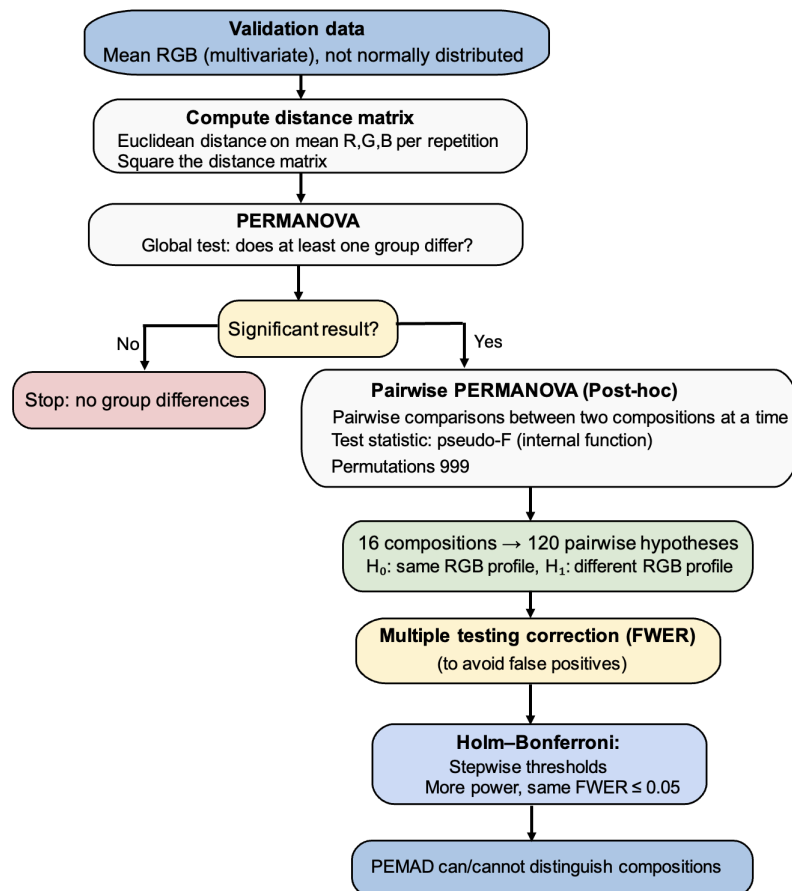 Validation data
Mean RGB (multivariate), not normally distributed
Compute distance matrix
Euclidean distance on mean R,G,B per repetition
Square the distance matrix
PERMANOVA
Global test: does at least one group differ?
Significant result?
No
Yes
Stop: no group differences
Pairwise PERMANOVA (Post-hoc)
Pairwise comparisons between two compositions at a time
Test statistic: pseudo-F (internal function)
Permutations 999
16 compositions → 120 pairwise hypotheses
H₀: same RGB profile, H₁: different RGB profile
Multiple testing correction (FWER)
(to avoid false positives)
Holm–Bonferroni:
Stepwise thresholds
More power, same FWER ≤ 0.05
PEMAD can/cannot distinguish compositions